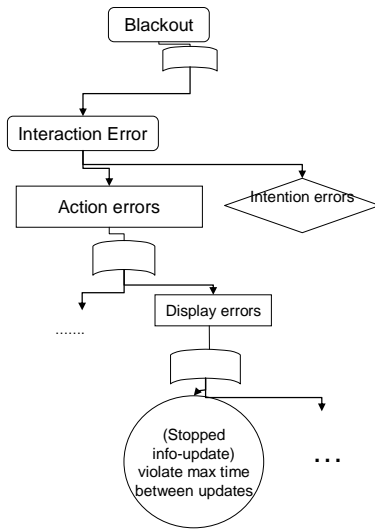 Blackout
Interaction Error
Action errors
Intention errors
.......
Display errors
(Stopped
info-update)
violate max time
between updates
...